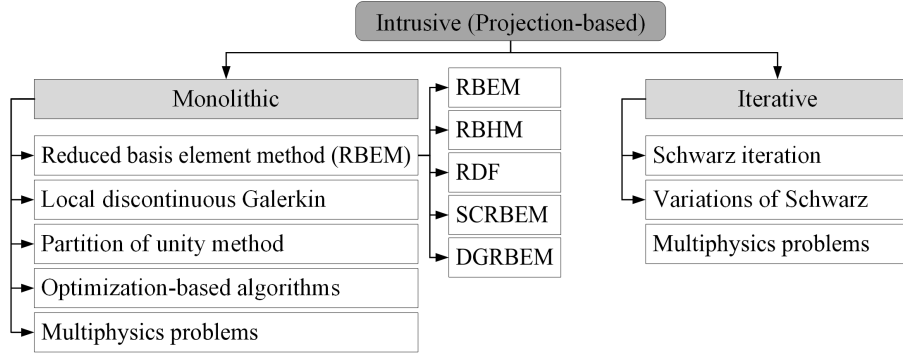 Intrusive (Projection-based)
Monolithic
Reduced basis element method (RBEM)
Local discontinuous Galerkin
Partition of unity method
Optimization-based algorithms
Multiphysics problems
RBEM
RBHM
RDF
SCRBEM
DGRBEM
Iterative
Schwarz iteration
Variations of Schwarz
Multiphysics problems